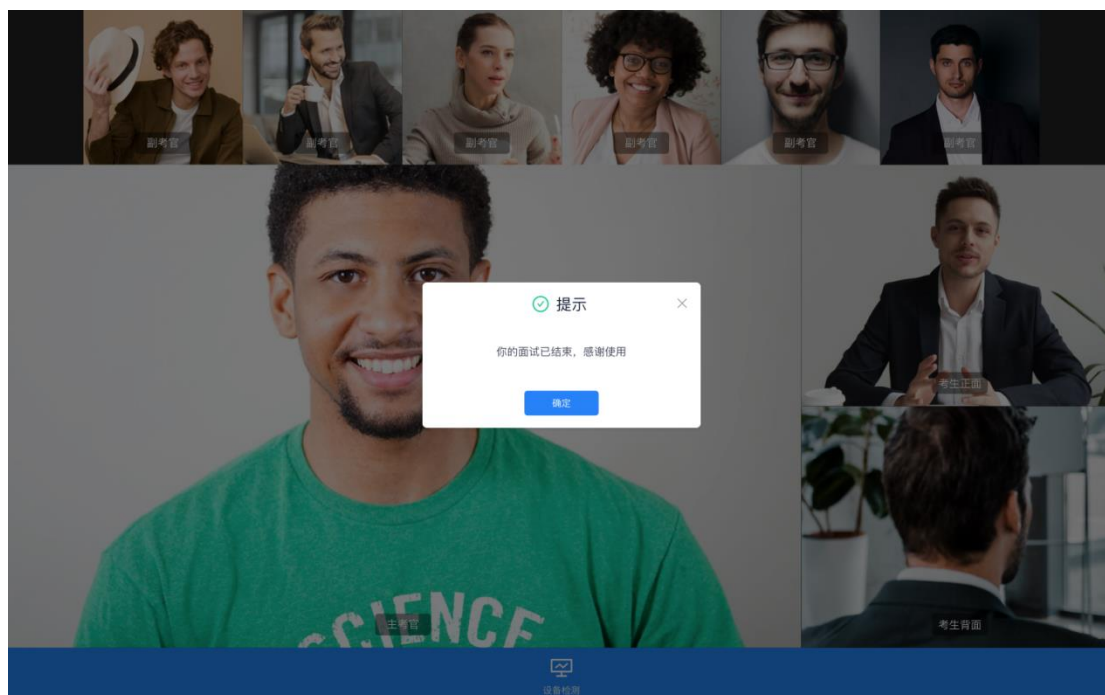 副考官
副考官
副考官
副考官
副考官
副考官
提示
你的面试已结束，感谢使用
确定
考生正面
SCIENCE
主考官
考生背面
设备检测